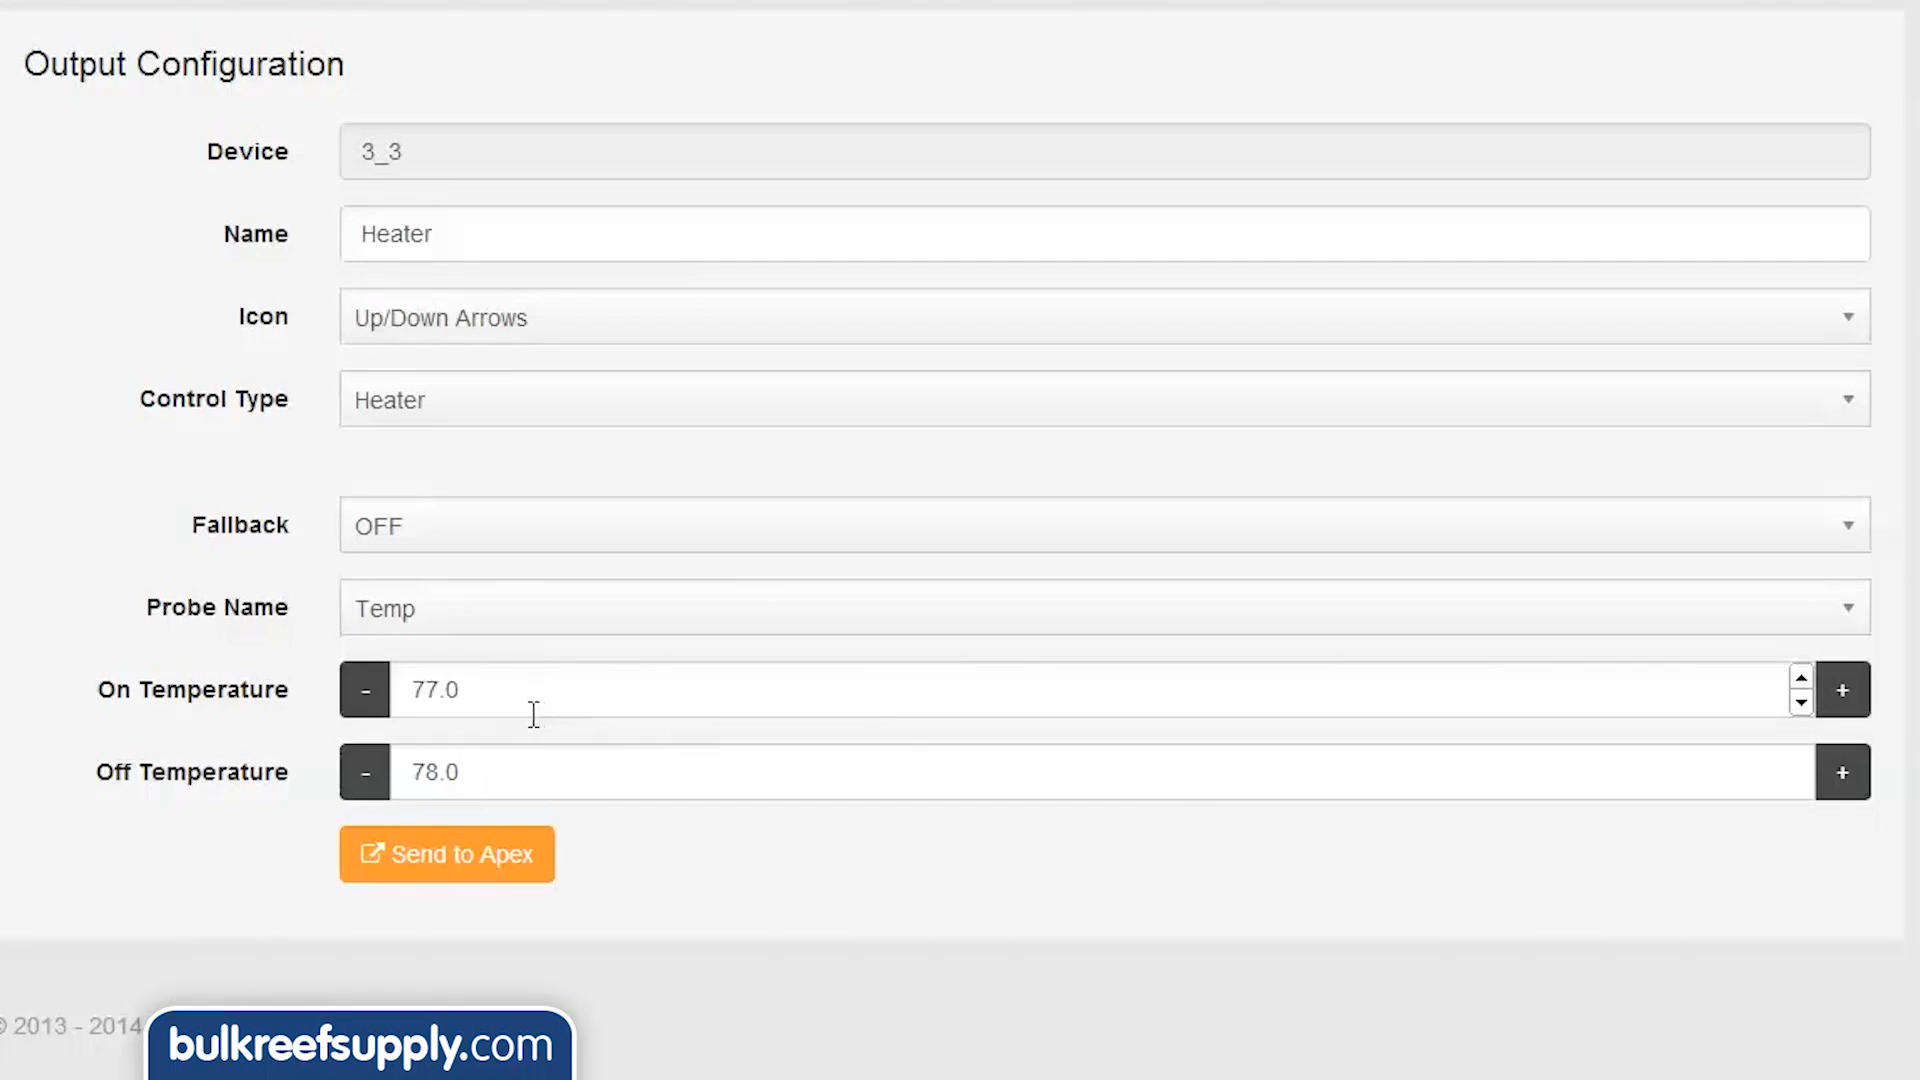 Output Configuration
Device 3_3
Name Heater
Icon Up/Down Arrows
Control Type Heater
Fallback OFF
Probe Name Temp
On Temperature - 77.0 +
Off Temperature - 78.0 +
Send to Apex
© 2013 - 2014
bulkreefsupply.com